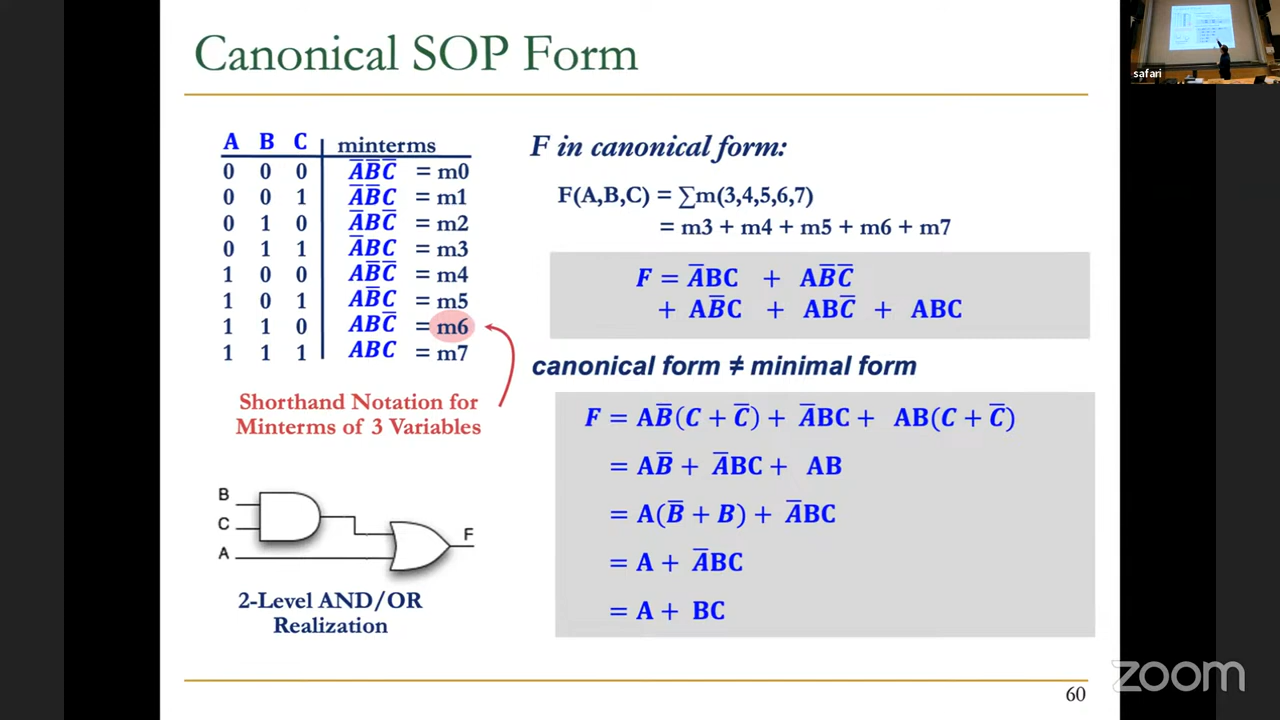 Canonical SOP Form
safari
A B C minterms
0 0 0 A̅B̅C̅ = m0
0 0 1 A̅B̅C = m1
0 1 0 A̅BC̅ = m2
0 1 1 A̅BC = m3
1 0 0 AB̅C̅ = m4
1 0 1 AB̅C = m5
1 1 0 ABC̅ = m6
1 1 1 ABC = m7
Shorthand Notation for
Minterms of 3 Variables
B
C
A
F
2-Level AND/OR
Realization
F in canonical form:
F(A,B,C) = ∑m(3,4,5,6,7)
= m3 + m4 + m5 + m6 + m7
F = A̅BC + AB̅C̅
+ AB̅C + ABC̅ + ABC
canonical form ≠ minimal form
F = AB̅(C + C̅) + A̅BC + AB(C + C̅)
= AB̅ + A̅BC + AB
= A(B̅ + B) + A̅BC
= A + A̅BC
= A + BC
zoom
60